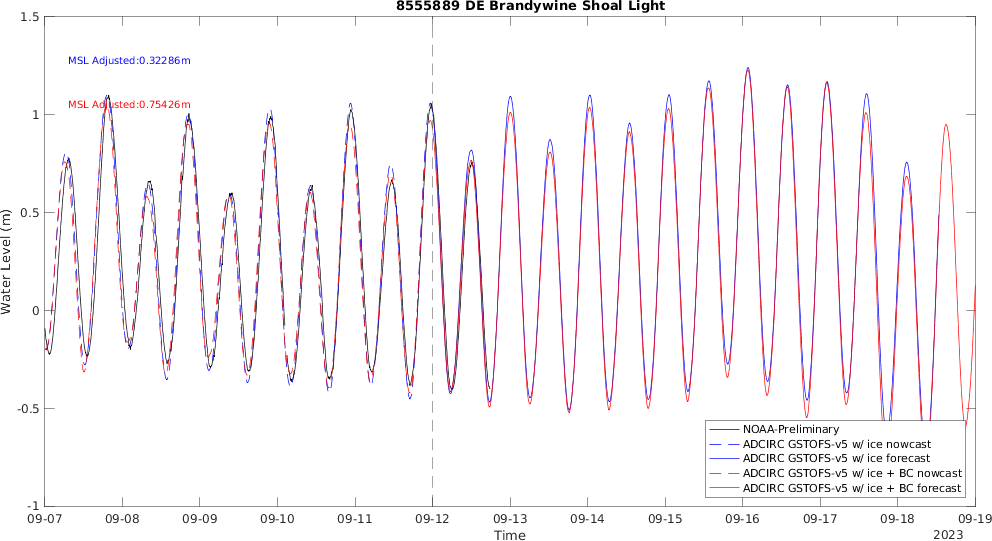 8555889 DE Brandywine Shoal Light
1.5
MSL Adjusted:0.32286m
MSL Adjusted:0.75426m
1
0.5
0
-0.5
-1
Water Level (m)
NOAA-Preliminary
ADCIRC GSTOFS-v5 w/ ice nowcast
ADCIRC GSTOFS-v5 w/ ice forecast
ADCIRC GSTOFS-v5 w/ ice + BC nowcast
ADCIRC GSTOFS-v5 w/ ice + BC forecast
09-07 09-08 09-09 09-10 09-11 09-12 09-13 09-14 09-15 09-16 09-17 09-18 09-19
Time
2023